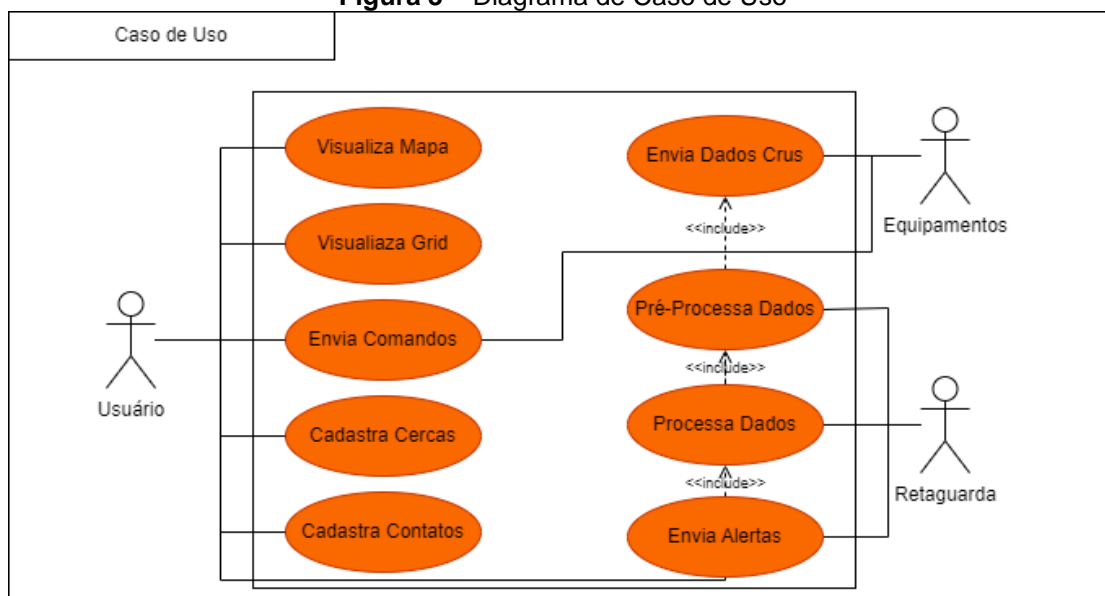 Figura 3 – Diagrama de Caso de Uso
Caso de Uso
Visualiza Mapa
Envia Dados Crus
<<include>>
Equipamentos
Visualiaza Grid
Pré-Processa Dados
Envia Comandos
<<include>>
Usuário
Cadastra Cercas
Processa Dados
<<include>>
Retaguarda
Cadastra Contatos
Envia Alertas